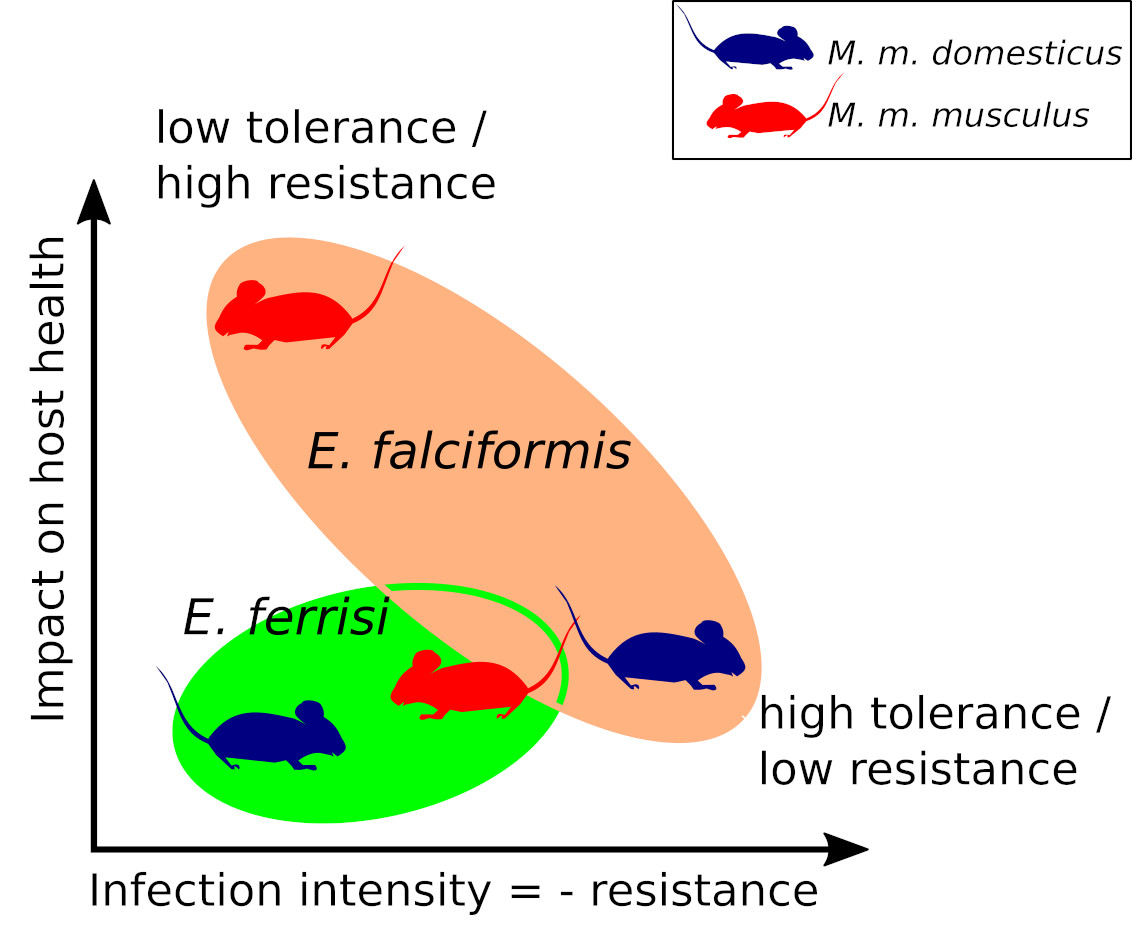 M. m. domesticus
M. m. musculus
low tolerance /
high resistance
Impact on host health
E. falciformis
E. ferrisi
high tolerance /
low resistance
Infection intensity = - resistance